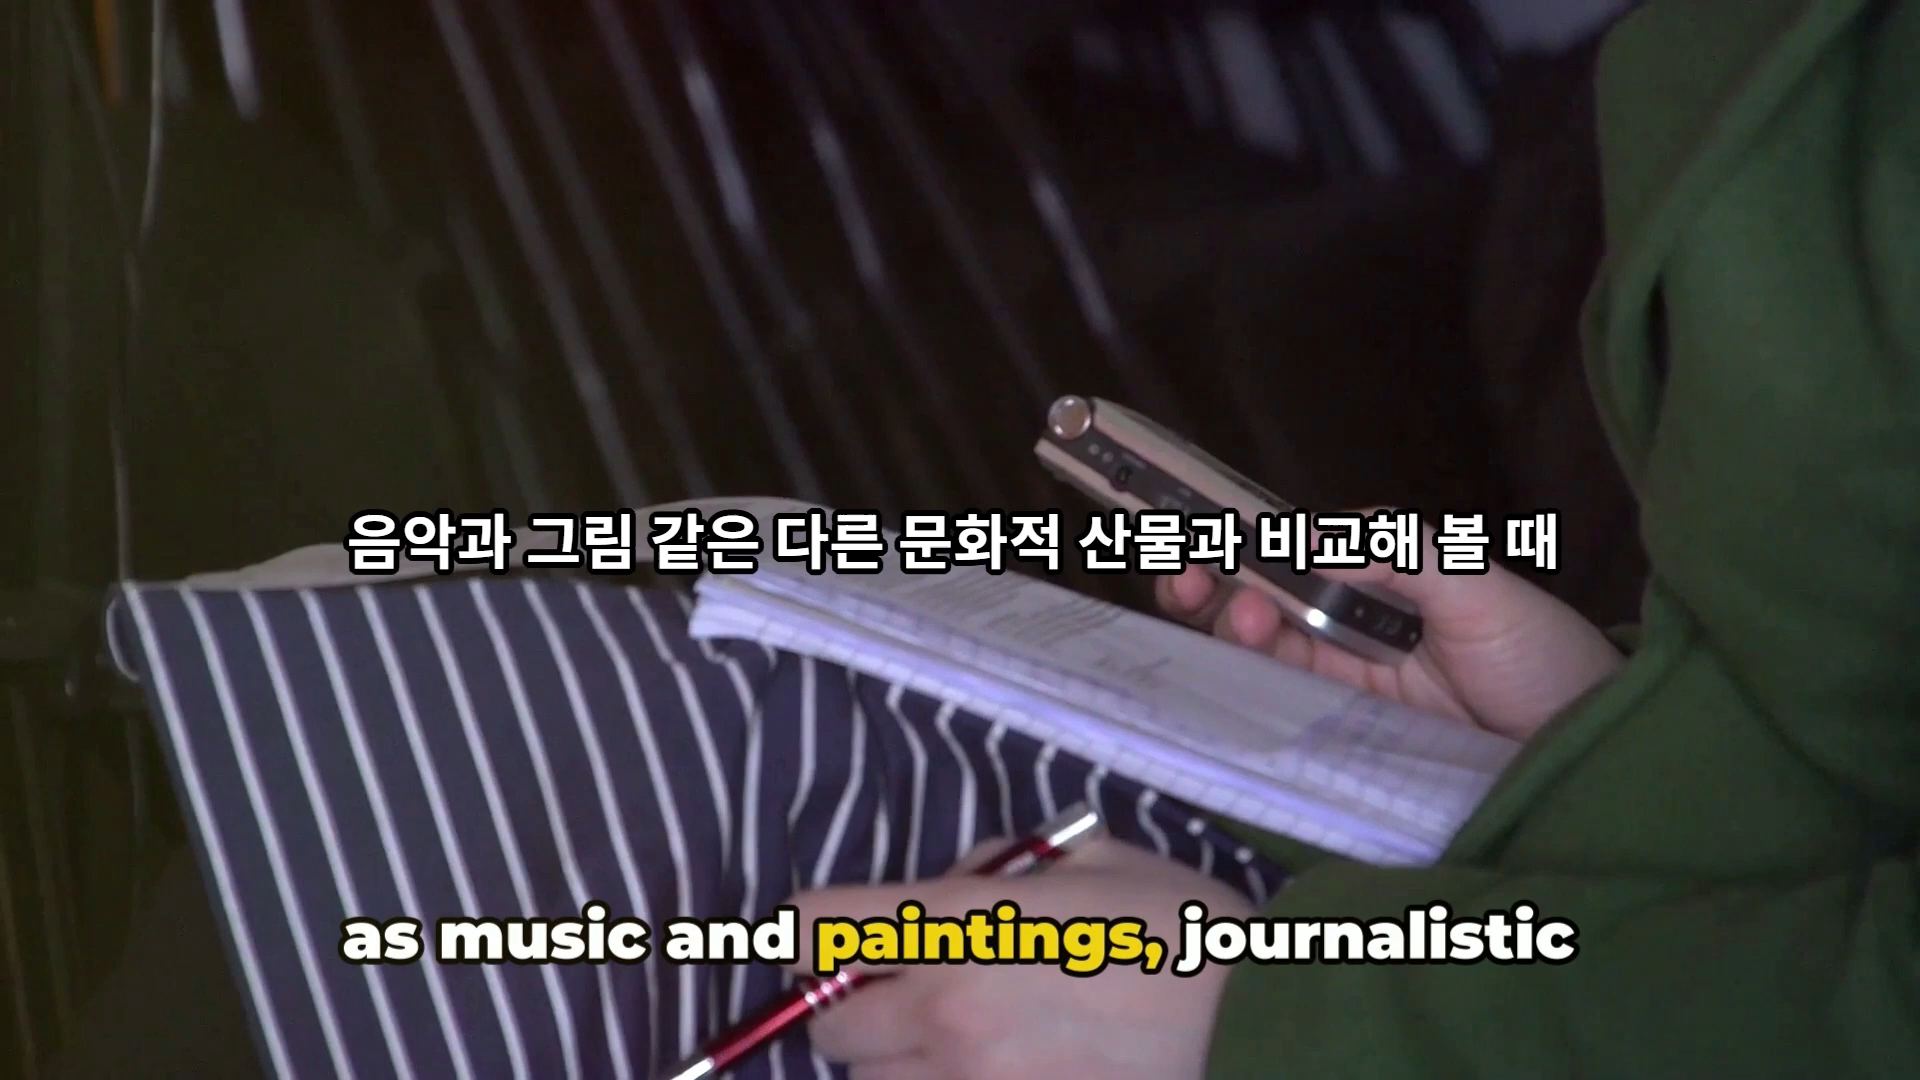 음악과 그림 같은 다른 문화적 산물과 비교해 볼 때
as music and paintings, journalistic